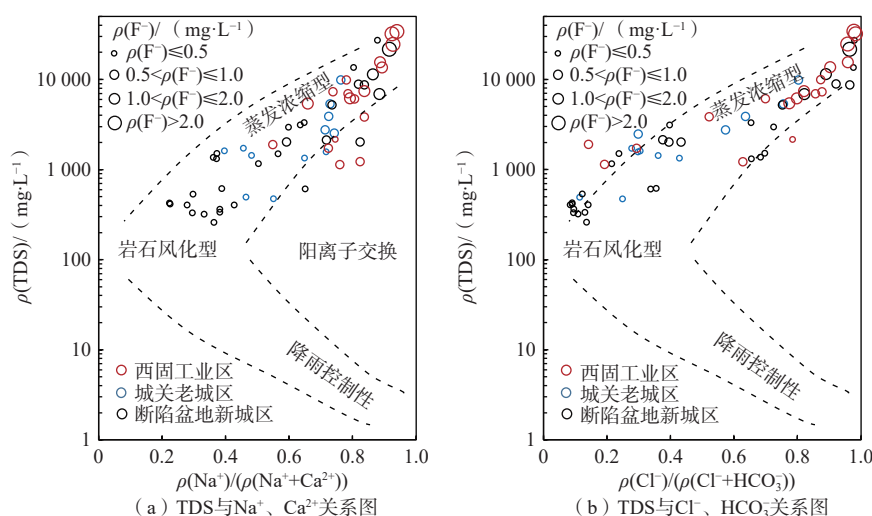 ρ(F⁻)/（mg·L⁻¹）
ρ(F⁻)≤0.5
0.5<ρ(F⁻)≤1.0
1.0<ρ(F⁻)≤2.0
ρ(F⁻)>2.0
蒸发浓缩型
岩石风化型
阳离子交换
降雨控制性
西固工业区
城关老城区
断陷盆地新城区
10 000
1 000
100
10
1
ρ(TDS)/（mg·L⁻¹）
0 0.2 0.4 0.6 0.8 1.0
ρ(Na⁺)/(ρ(Na⁺+Ca²⁺))
（a）TDS与Na⁺、Ca²⁺关系图
ρ(F⁻)/（mg·L⁻¹）
ρ(F⁻)≤0.5
0.5<ρ(F⁻)≤1.0
1.0<ρ(F⁻)≤2.0
ρ(F⁻)>2.0
蒸发浓缩型
岩石风化型
降雨控制性
西固工业区
城关老城区
断陷盆地新城区
10 000
1 000
100
10
1
ρ(TDS)/（mg·L⁻¹）
0 0.2 0.4 0.6 0.8 1.0
ρ(Cl⁻)/(ρ(Cl⁻+HCO₃⁻))
（b）TDS与Cl⁻、HCO₃⁻关系图